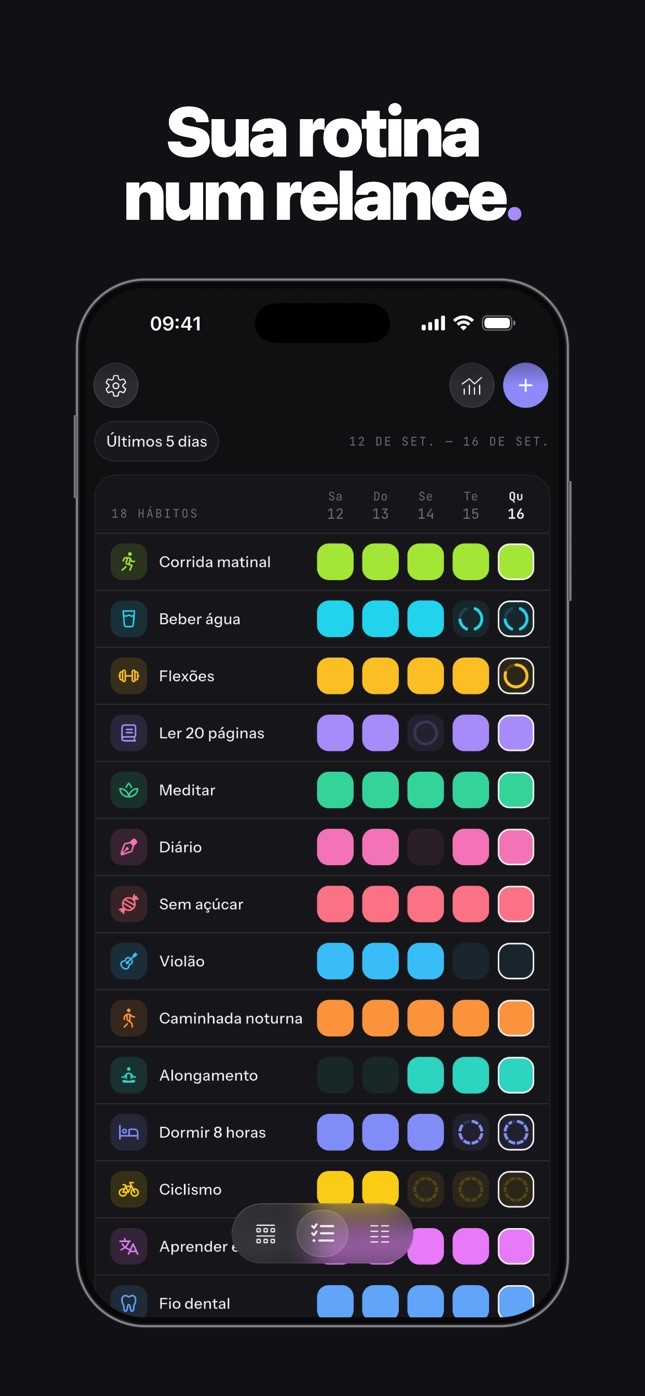 Sua rotina
num relance.
09:41
Últimos 5 dias
12 DE SET. — 16 DE SET.
18 HÁBITOS
Sa Do Se Te Qu
12 13 14 15 16
Corrida matinal
Beber água
Flexões
Ler 20 páginas
Meditar
Diário
Sem açúcar
Violão
Caminhada noturna
Alongamento
Dormir 8 horas
Ciclismo
Aprender
Fio dental